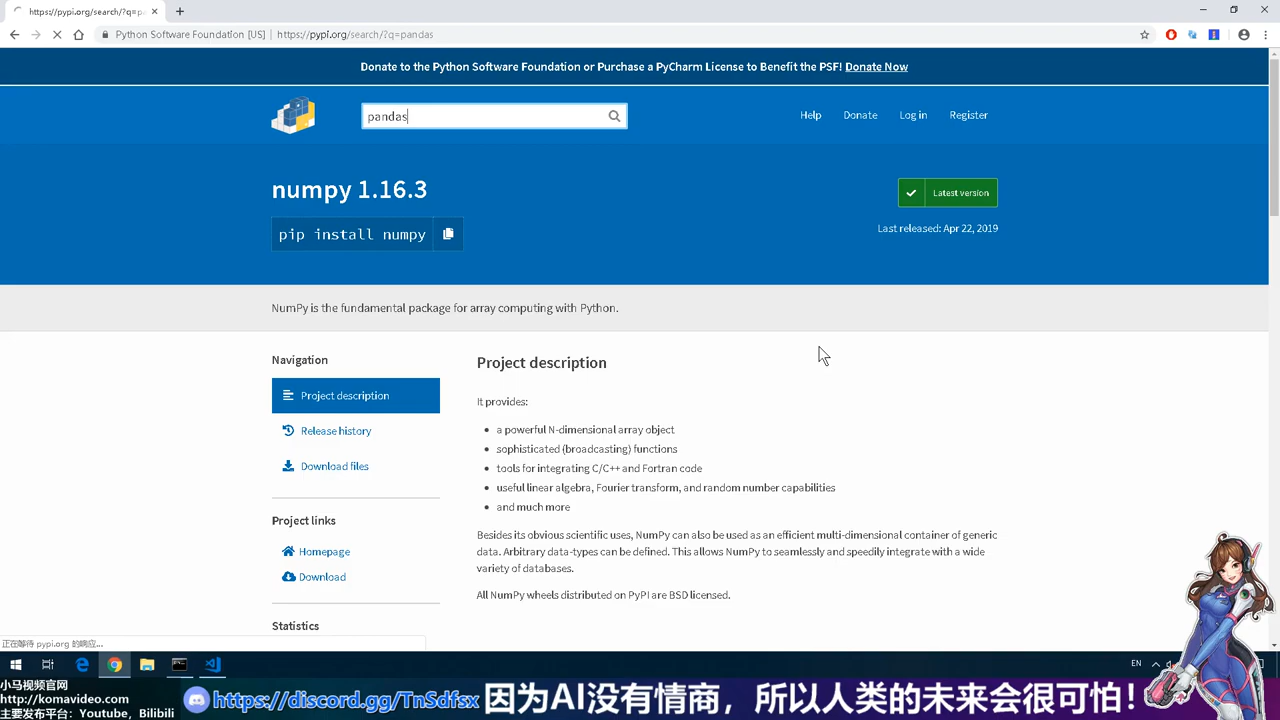 https://pypi.org/search/?q=pa
Python Software Foundation [US] | https://pypi.org/search/?q=pandas
Donate to the Python Software Foundation or Purchase a PyCharm License to Benefit the PSF! Donate Now
pandas
Help Donate Log in Register
numpy 1.16.3
Latest version
pip install numpy
Last released: Apr 22, 2019
NumPy is the fundamental package for array computing with Python.
Navigation
Project description
Release history
Download files
Project links
Homepage
Download
Statistics
Project description
It provides:
a powerful N-dimensional array object
sophisticated (broadcasting) functions
tools for integrating C/C++ and Fortran code
useful linear algebra, Fourier transform, and random number capabilities
and much more
Besides its obvious scientific uses, NumPy can also be used as an efficient multi-dimensional container of generic
data. Arbitrary data-types can be defined. This allows NumPy to seamlessly and speedily integrate with a wide
variety of databases.
All NumPy wheels distributed on PyPI are BSD licensed.
正在等待 pypi.org 的响应...
EN
小马视频官网
http://komavideo.com
主要发布平台：Youtube, Bilibili
https://discord.gg/TnSdfsx 因为AI没有情商，所以人类的未来会很可怕！